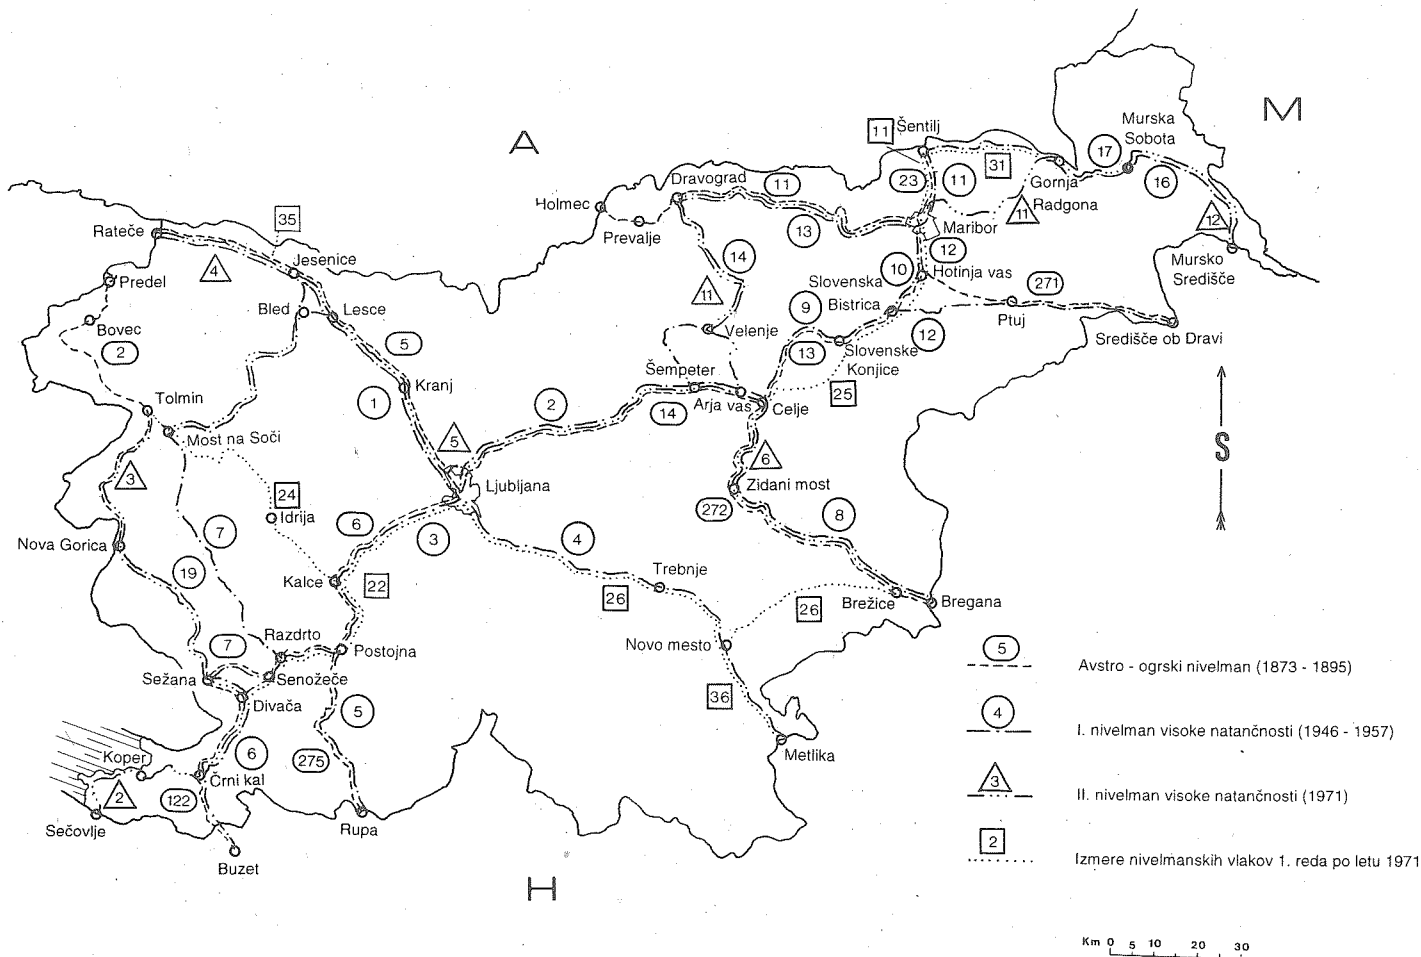 M
A
11 Šentilj
Murska
Sobota
17
16
31
23 11
Dravograd 11
Holmec
Prevalje
13
Gornja
Radgona
11
12
Maribor
Mursko
Središče
35
Rateče
4
Jesenice
Predel
Bled
Lesce
Bovec
2
5
14
11
Velenje
12
10 Hotinja vas
Slovenska
Bistrica
271
Ptuj
Središče ob Dravi
9
13
12
Slovenske
Konjice
25
Šempeter
Kranj
1
2
14 Arja vas Celje
Tolmin
Most na Soči
5
Ljubljana
6
Zidani most
272
8
S
3
24
Idrija
6
3
4
Nova Gorica
7
19
Kalce 22
Trebnje
26
26
Brežice Bregana
Razdrto
7
Postojna
Novo mesto
Sežana Senožeče
Divača
5
36
Metlika
6
275
Koper
Črni kal
2
122
Sečovlje
Rupa
Buzet
H
5
Avstro - ogrski nivelman (1873 - 1895)
4
I. nivelman visoke natančnosti (1946 - 1957)
3
II. nivelman visoke natančnosti (1971)
2
Izmere nivelmanskih vlakov 1. reda po letu 1971
Km 0 5 10 20 30